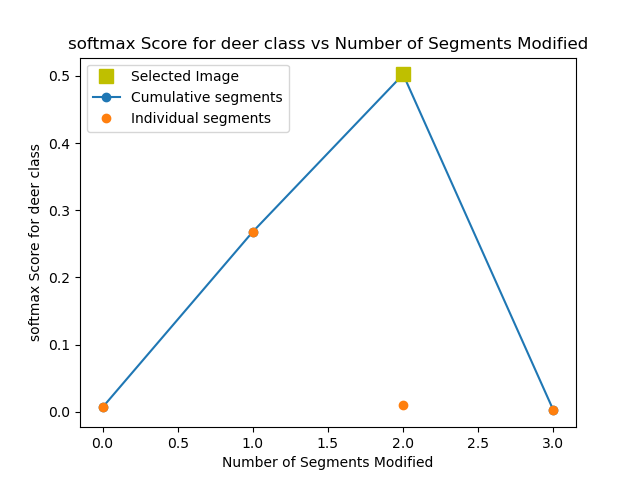 softmax Score for deer class vs Number of Segments Modified
Selected Image
Cumulative segments
Individual segments
softmax Score for deer class
0.5
0.4
0.3
0.2
0.1
0.0
0.0 0.5 1.0 1.5 2.0 2.5 3.0
Number of Segments Modified